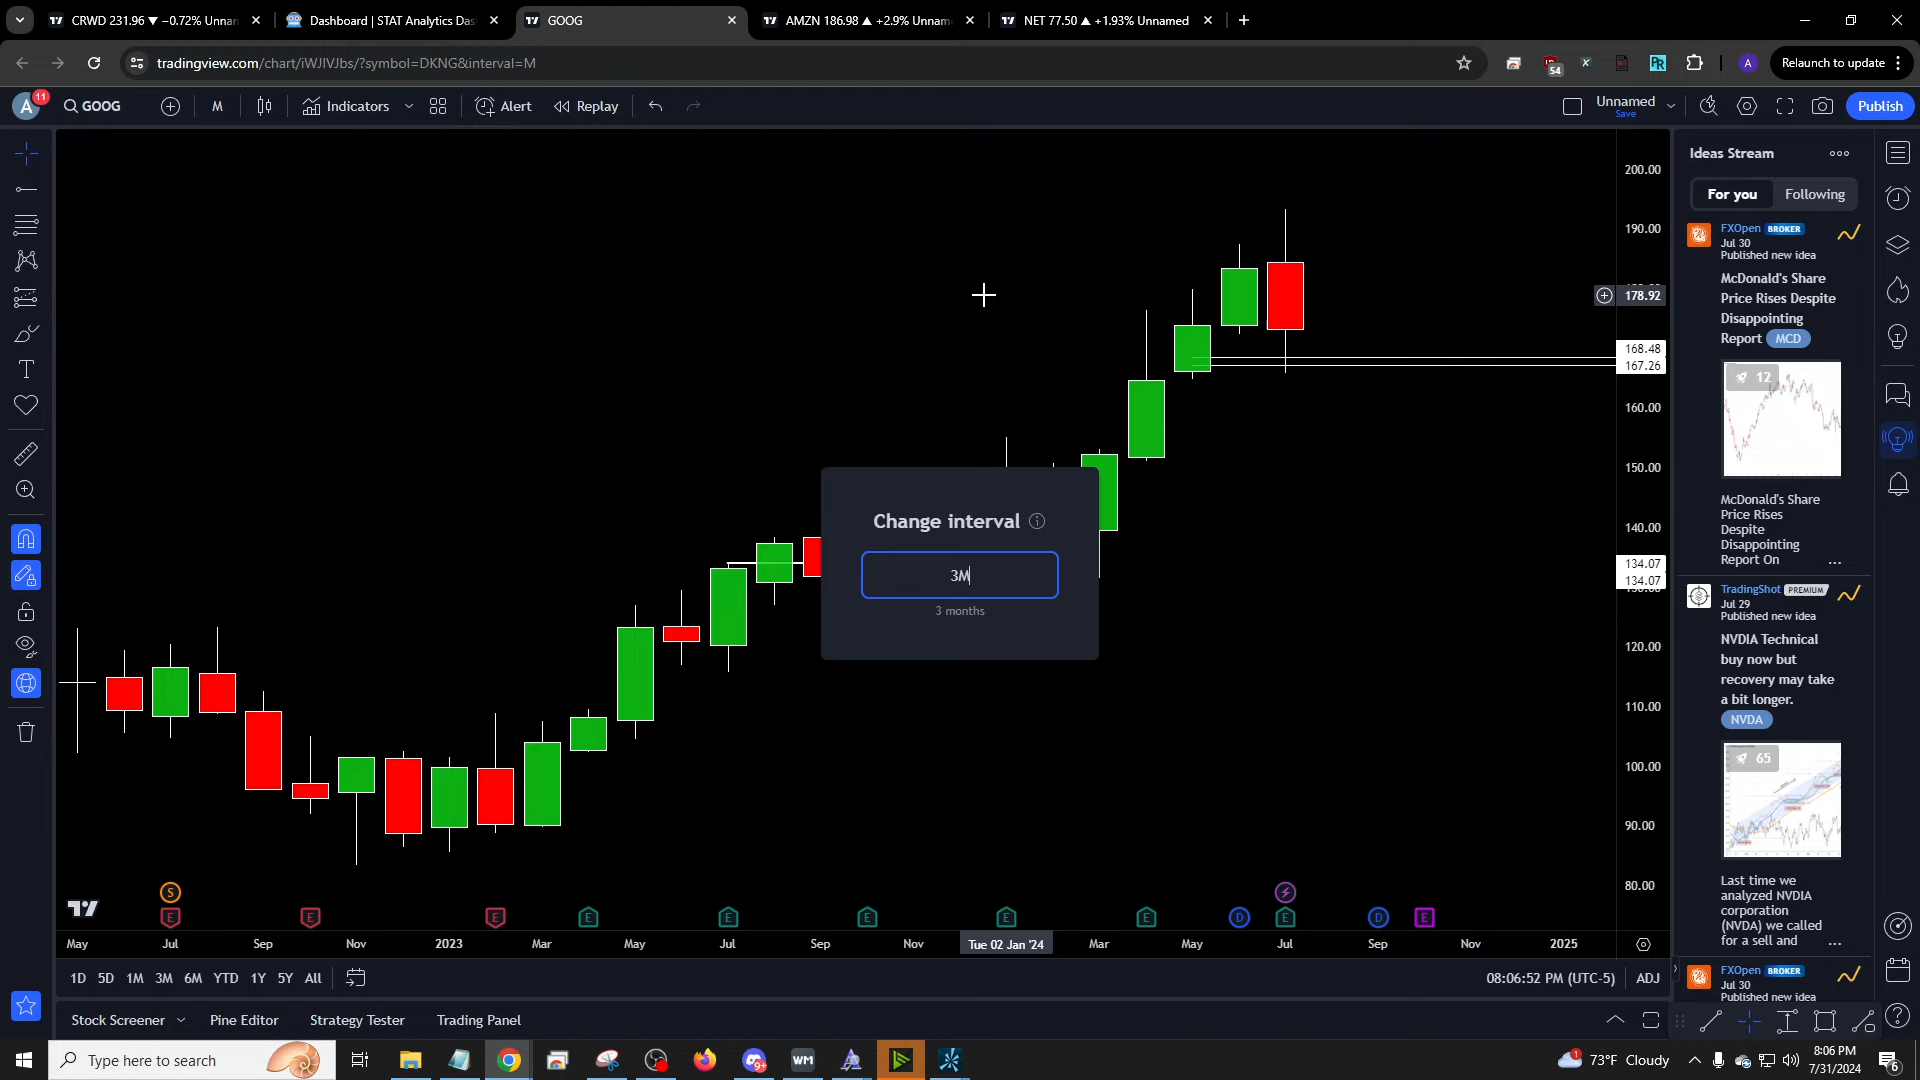 CRWD 231.96 ▼ −0.72% Unnar
Dashboard | STAT Analytics Das
GOOG
AMZN 186.98 ▲ +2.9% Unnam
NET 77.50 ▲ +1.93% Unnamed
tradingview.com/chart/iWJIVJbs/?symbol=DKNG&interval=M
54
PR
A
Relaunch to update
A
11
GOOG
M
Indicators
Alert
Replay
Unnamed
Save
Publish
Ideas Stream
For you
Following
FXOpen BROKER
Jul 30
Published new idea
McDonald's Share
Price Rises Despite
Disappointing
Report MCD
12
McDonald's Share
Price Rises
Despite
Disappointing
Report On ...
TradingShot PREMIUM
Jul 29
Published new idea
NVIDIA Technical
buy now but
recovery may take
a bit longer.
NVDA
65
Last time we
analyzed NVDIA
corporation
(NVDA) we called
for a sell and ...
FXOpen BROKER
Jul 30
Published new idea
200.00
190.00
178.92
168.48
167.26
160.00
150.00
140.00
134.07
134.07
120.00
110.00
100.00
90.00
80.00
Change interval
3M
3 months
S
E
E
E
E
E
E
E
E
D
E
D
E
May
Jul
Sep
Nov
2023
Mar
May
Jul
Sep
Nov
Tue 02 Jan '24
Mar
May
Jul
Sep
Nov
2025
1D
5D
1M
3M
6M
YTD
1Y
5Y
All
08:06:52 PM (UTC-5)
ADJ
Stock Screener
Pine Editor
Strategy Tester
Trading Panel
Type here to search
9+
WM
1
73°F Cloudy
8:06 PM
7/31/2024
6